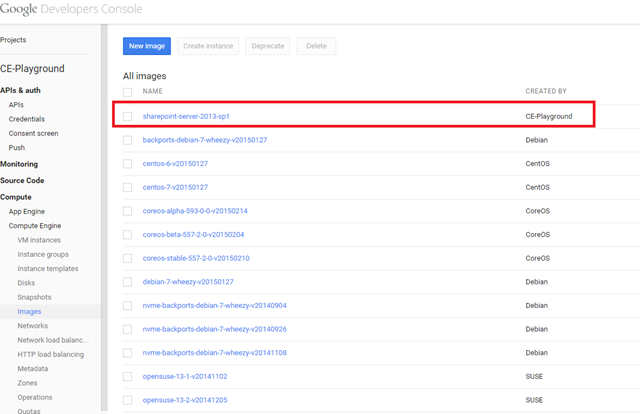 Google Developers Console
Projects
CE-Playground
APIs & auth
APIs
Credentials
Consent screen
Push
Monitoring
Source Code
Compute
App Engine
Compute Engine
VM instances
Instance groups
Instance templates
Disks
Snapshots
Images
Networks
Network load balanc...
HTTP load balancing
Metadata
Zones
Operations
Quotas
New image Create instance Deprecate Delete
All images
NAME CREATED BY
sharepoint-server-2013-sp1 CE-Playground
backports-debian-7-wheezy-v20150127 Debian
centos-6-v20150127 CentOS
centos-7-v20150127 CentOS
coreos-alpha-593-0-0-v20150214 CoreOS
coreos-beta-557-2-0-v20150204 CoreOS
coreos-stable-557-2-0-v20150210 CoreOS
debian-7-wheezy-v20150127 Debian
nvme-backports-debian-7-wheezy-v20140904 Debian
nvme-backports-debian-7-wheezy-v20140926 Debian
nvme-backports-debian-7-wheezy-v20141108 Debian
opensuse-13-1-v20141102 SUSE
opensuse-13-2-v20141205 SUSE